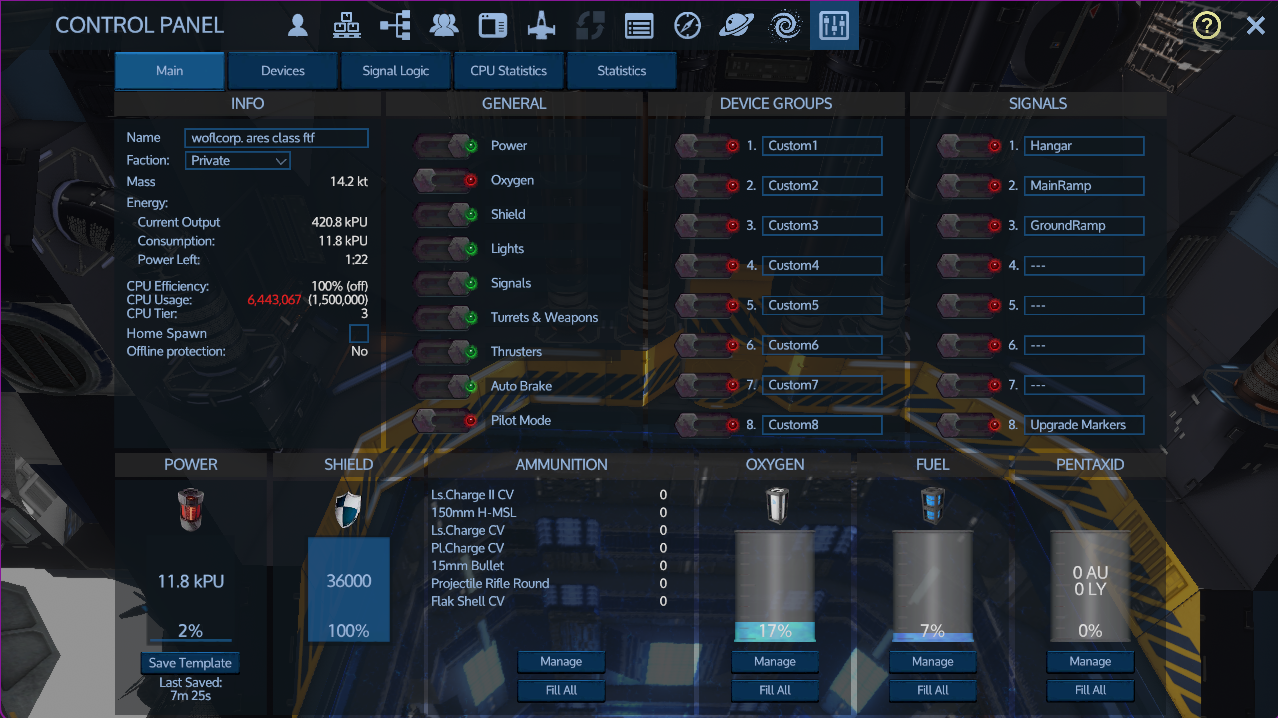 CONTROL PANEL
?
Main
Devices
Signal Logic
CPU Statistics
Statistics
INFO
Name woflcorp. ares class ftf
Faction: Private
Mass 14.2 kt
Energy:
Current Output 420.8 kPU
Consumption: 11.8 kPU
Power Left: 1:22
CPU Efficiency: 100% (off)
CPU Usage: 6,443,067 (1,500,000)
CPU Tier: 3
Home Spawn
Offline protection: No
GENERAL
Power
Oxygen
Shield
Lights
Signals
Turrets & Weapons
Thrusters
Auto Brake
Pilot Mode
DEVICE GROUPS
1. Custom1
2. Custom2
3. Custom3
4. Custom4
5. Custom5
6. Custom6
7. Custom7
8. Custom8
SIGNALS
1. Hangar
2. MainRamp
3. GroundRamp
4. ---
5. ---
6. ---
7. ---
8. Upgrade Markers
POWER
11.8 kPU
2%
Save Template
Last Saved:
7m 25s
SHIELD
36000
100%
AMMUNITION
Ls.Charge II CV 0
150mm H-MSL 0
Ls.Charge CV 0
Pl.Charge CV 0
15mm Bullet 0
Projectile Rifle Round 0
Flak Shell CV 0
Manage
Fill All
OXYGEN
17%
Manage
Fill All
FUEL
7%
Manage
Fill All
PENTAXID
0 AU
0 LY
0%
Manage
Fill All